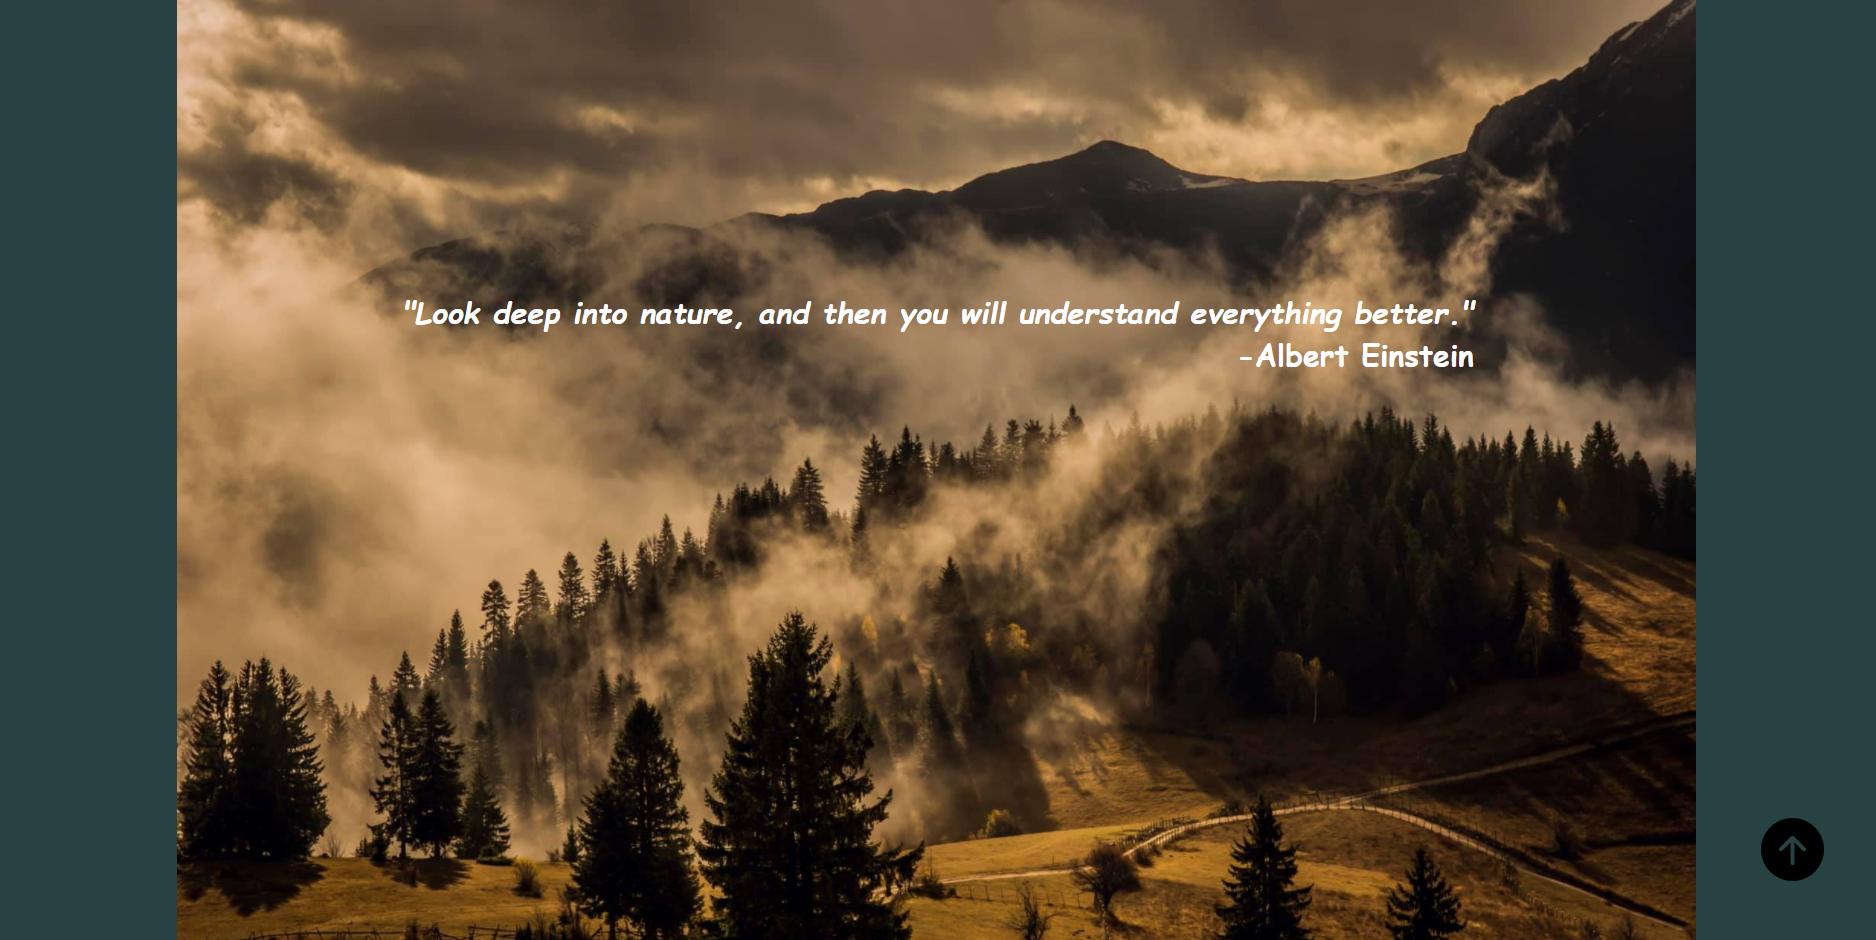 "Look deep into nature, and then you will understand everything better."
-Albert Einstein